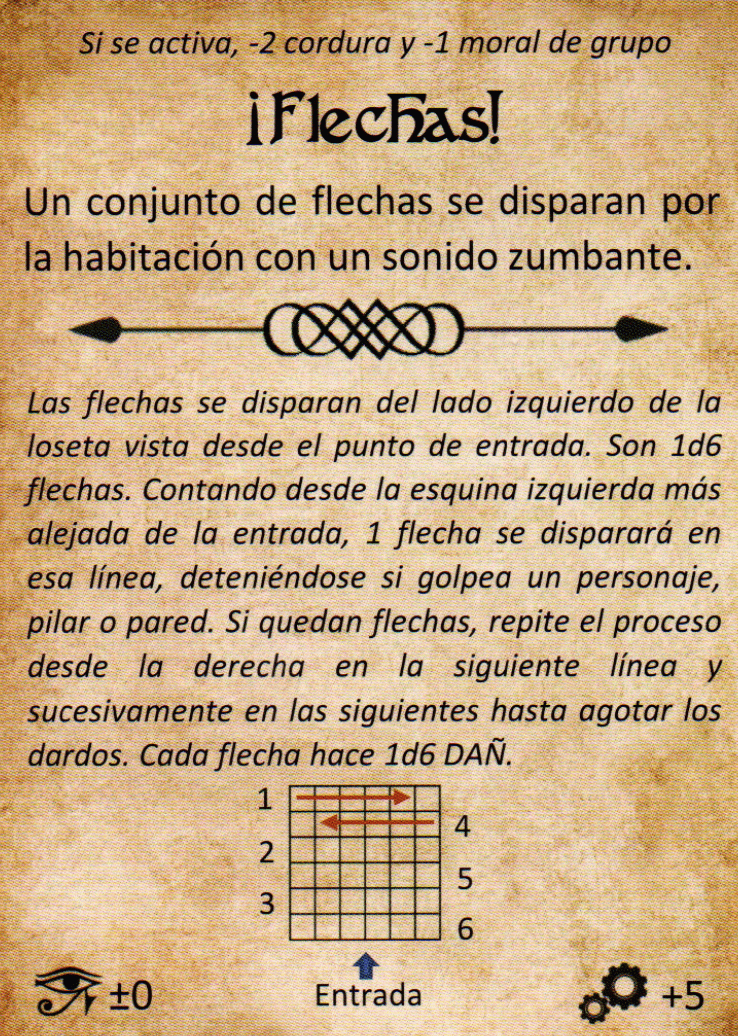 Si se activa, -2 cordura y -1 moral de grupo
¡Flechas!
Un conjunto de flechas se disparan por
la habitación con un sonido zumbante.
Las flechas se disparan del lado izquierdo de la
loseta vista desde el punto de entrada. Son 1d6
flechas. Contando desde la esquina izquierda más
alejada de la entrada, 1 flecha se disparará en
esa línea, deteniéndose si golpea un personaje,
pilar o pared. Si quedan flechas, repite el proceso
desde la derecha en la siguiente línea y
sucesivamente en las siguientes hasta agotar los
dardos. Cada flecha hace 1d6 DAÑ.
1
4
2
5
3
6
±0
Entrada
+5